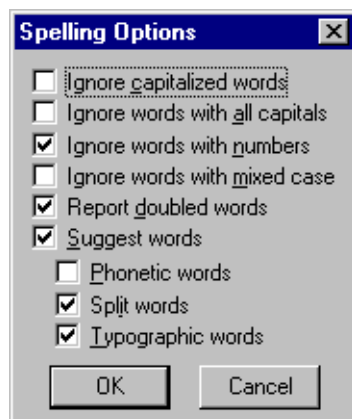 Spelling Options
Ignore capitalized words
Ignore words with all capitals
Ignore words with numbers
Ignore words with mixed case
Report doubled words
Suggest words
Phonetic words
Split words
Typographic words
OK Cancel